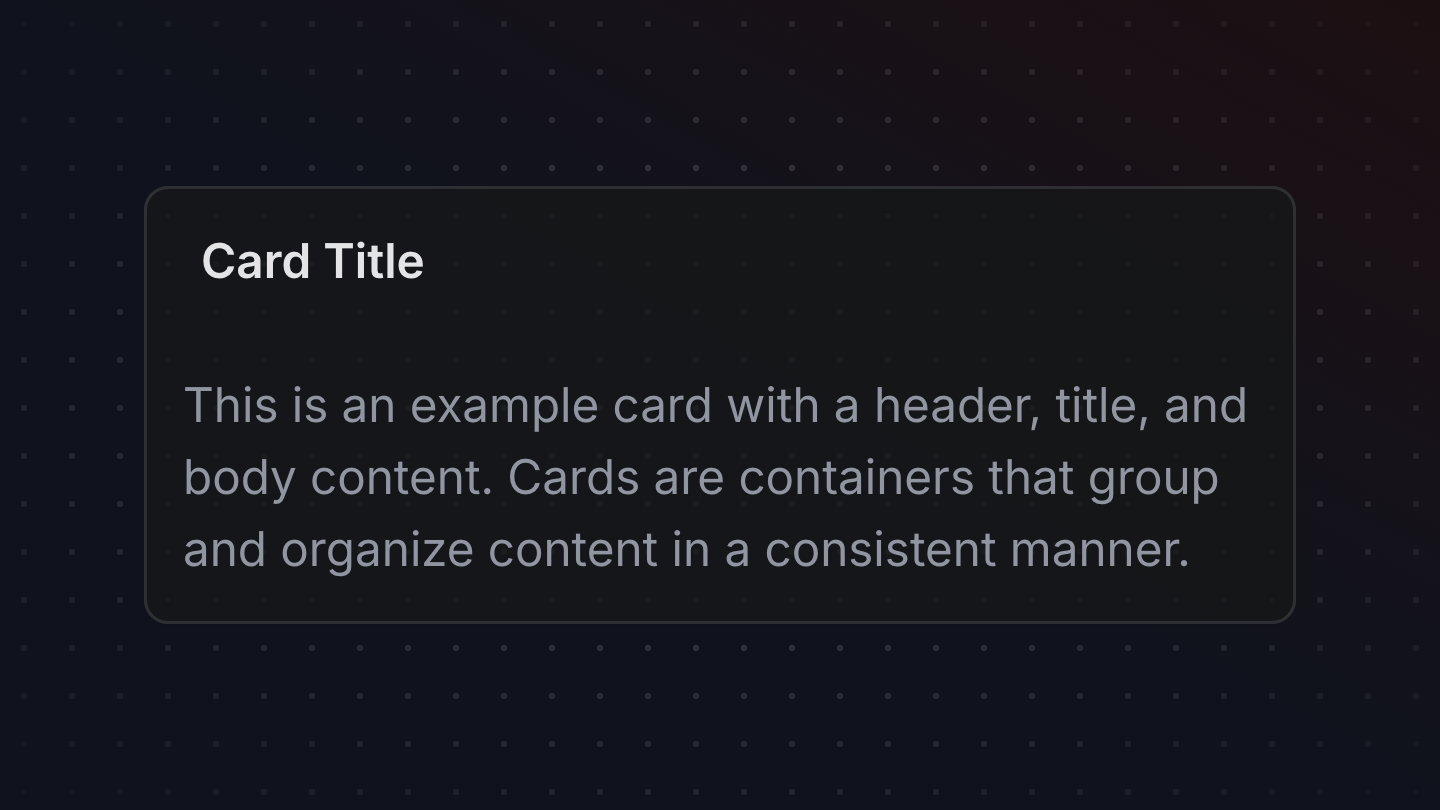 Card Title
This is an example card with a header, title, and
body content. Cards are containers that group
and organize content in a consistent manner.